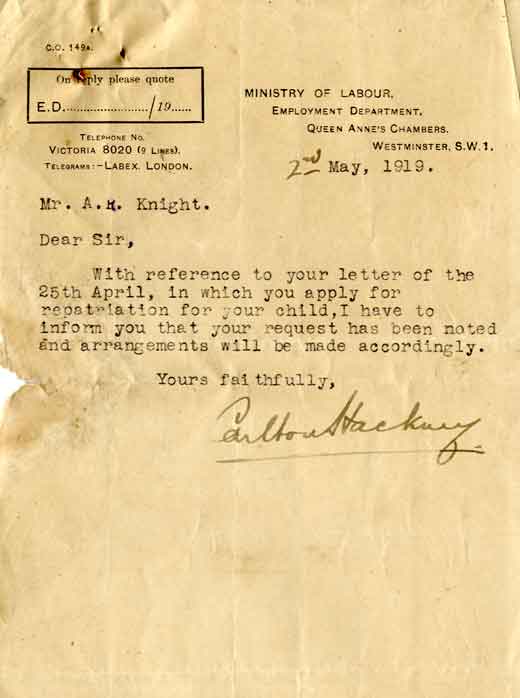 C.O. 149A.
On reply please quote
E.D.........................../19......
TELEPHONE NO.
VICTORIA 8020 (9 LINES).
TELEGRAMS:-LABEX, LONDON.
MINISTRY OF LABOUR,
EMPLOYMENT DEPARTMENT,
QUEEN ANNE'S CHAMBERS,
WESTMINSTER, S.W.1.
2nd May, 1919.
Mr. A.R. Knight.
Dear Sir,
With reference to your letter of the
25th April, in which you apply for
repatriation for your child,I have to
inform you that your request has been noted
and arrangements will be made accordingly.
Yours faithfully,
Carlton Hackney